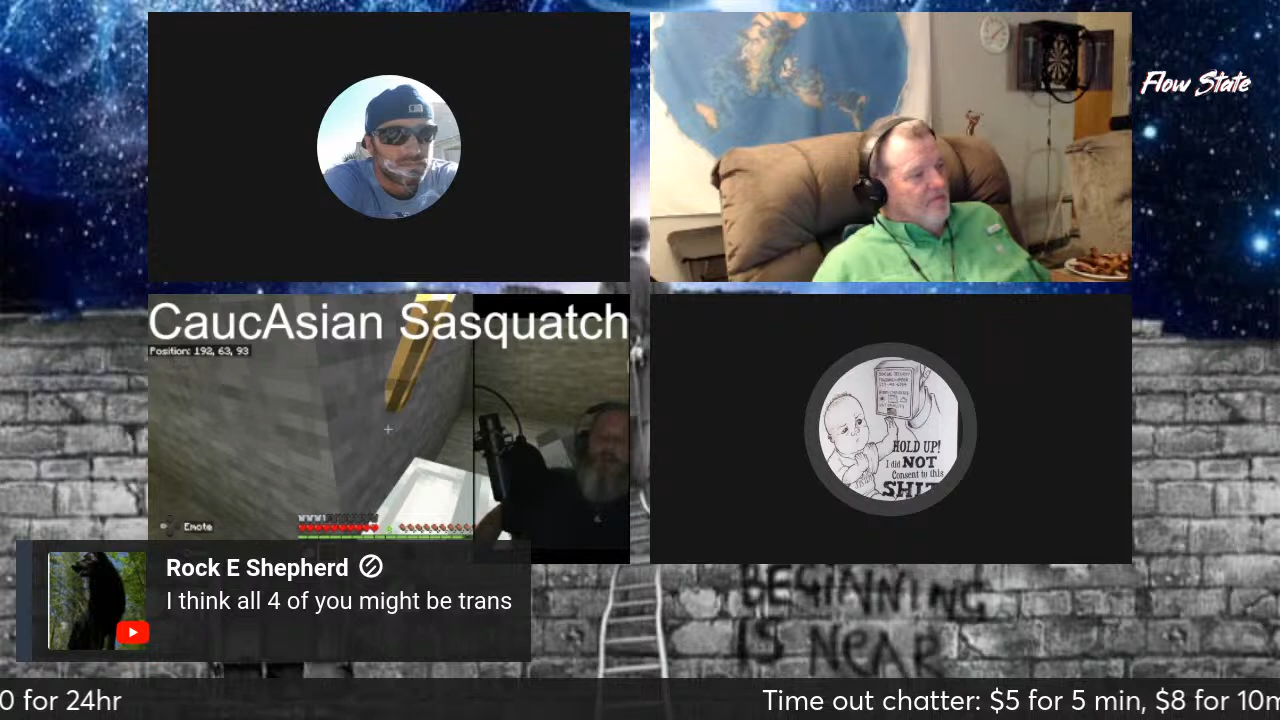 Flow State
CaucAsian Sasquatch
Position: 192, 63, 93
Emote
HOLD UP!
I did NOT
Consent to this
SHIT
Rock E Shepherd
I think all 4 of you might be trans
BEGINNING
IS NEAR
0 for 24hr
Time out chatter: $5 for 5 min, $8 for 10m